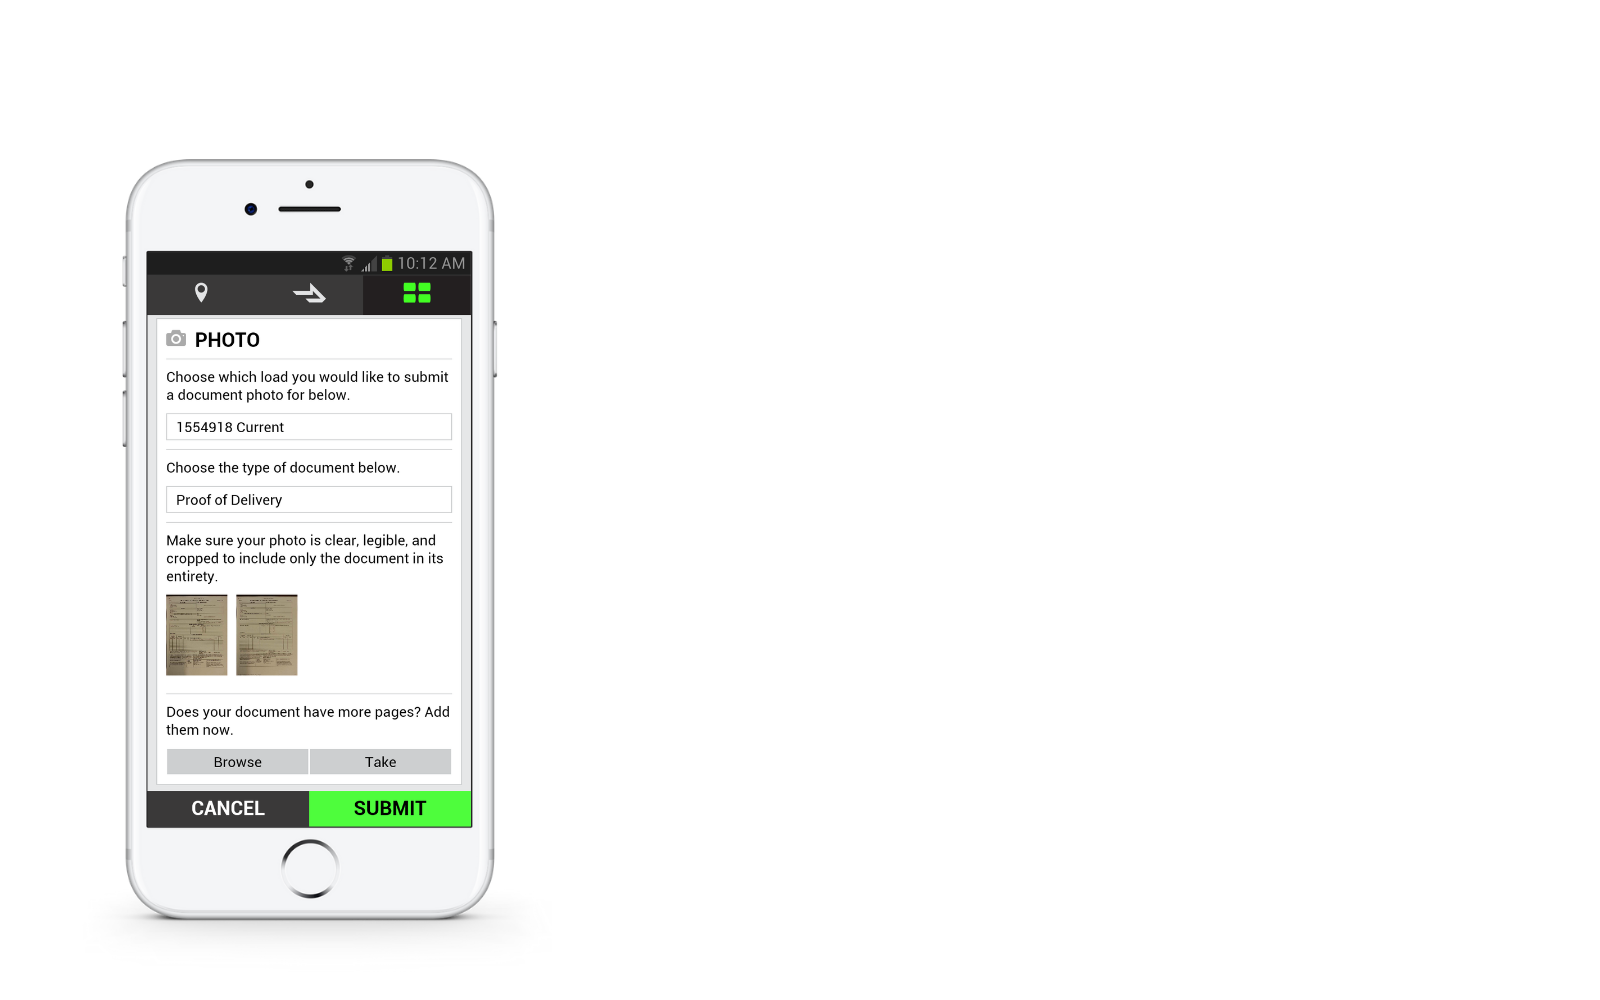 10:12 AM
PHOTO
Choose which load you would like to submit
a document photo for below.
1554918 Current
Choose the type of document below.
Proof of Delivery
Make sure your photo is clear, legible, and
cropped to include only the document in its
entirety.
Does your document have more pages? Add
them now.
Browse Take
CANCEL SUBMIT